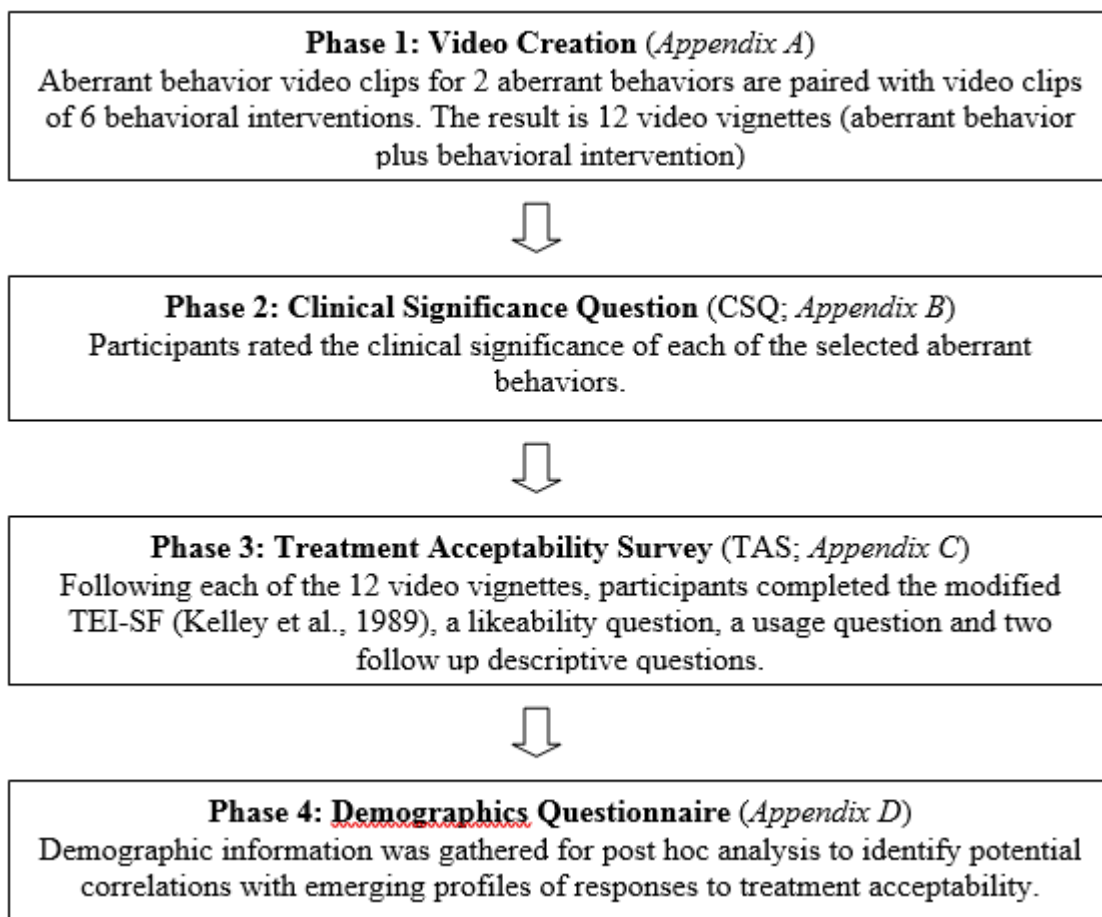 Phase 1: Video Creation (Appendix A)
Aberrant behavior video clips for 2 aberrant behaviors are paired with video clips
of 6 behavioral interventions. The result is 12 video vignettes (aberrant behavior
plus behavioral intervention)
Phase 2: Clinical Significance Question (CSQ; Appendix B)
Participants rated the clinical significance of each of the selected aberrant
behaviors.
Phase 3: Treatment Acceptability Survey (TAS; Appendix C)
Following each of the 12 video vignettes, participants completed the modified
TEI-SF (Kelley et al., 1989), a likeability question, a usage question and two
follow up descriptive questions.
Phase 4: Demographics Questionnaire (Appendix D)
Demographic information was gathered for post hoc analysis to identify potential
correlations with emerging profiles of responses to treatment acceptability.